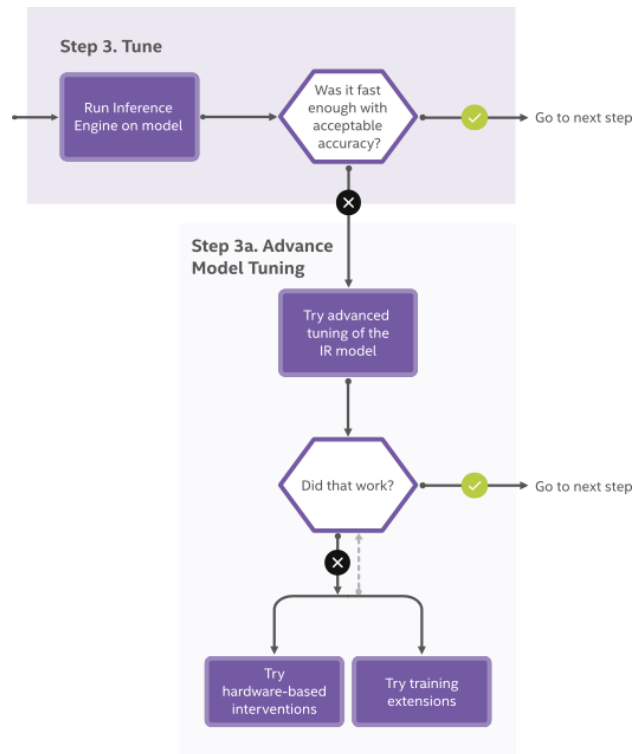 Step 3. Tune
Run Inference
Engine on model
Was it fast
enough with
acceptable
accuracy?
Go to next step
Step 3a. Advance
Model Tuning
Try advanced
tuning of the
IR model
Did that work?
Go to next step
Try
hardware-based
interventions
Try training
extensions